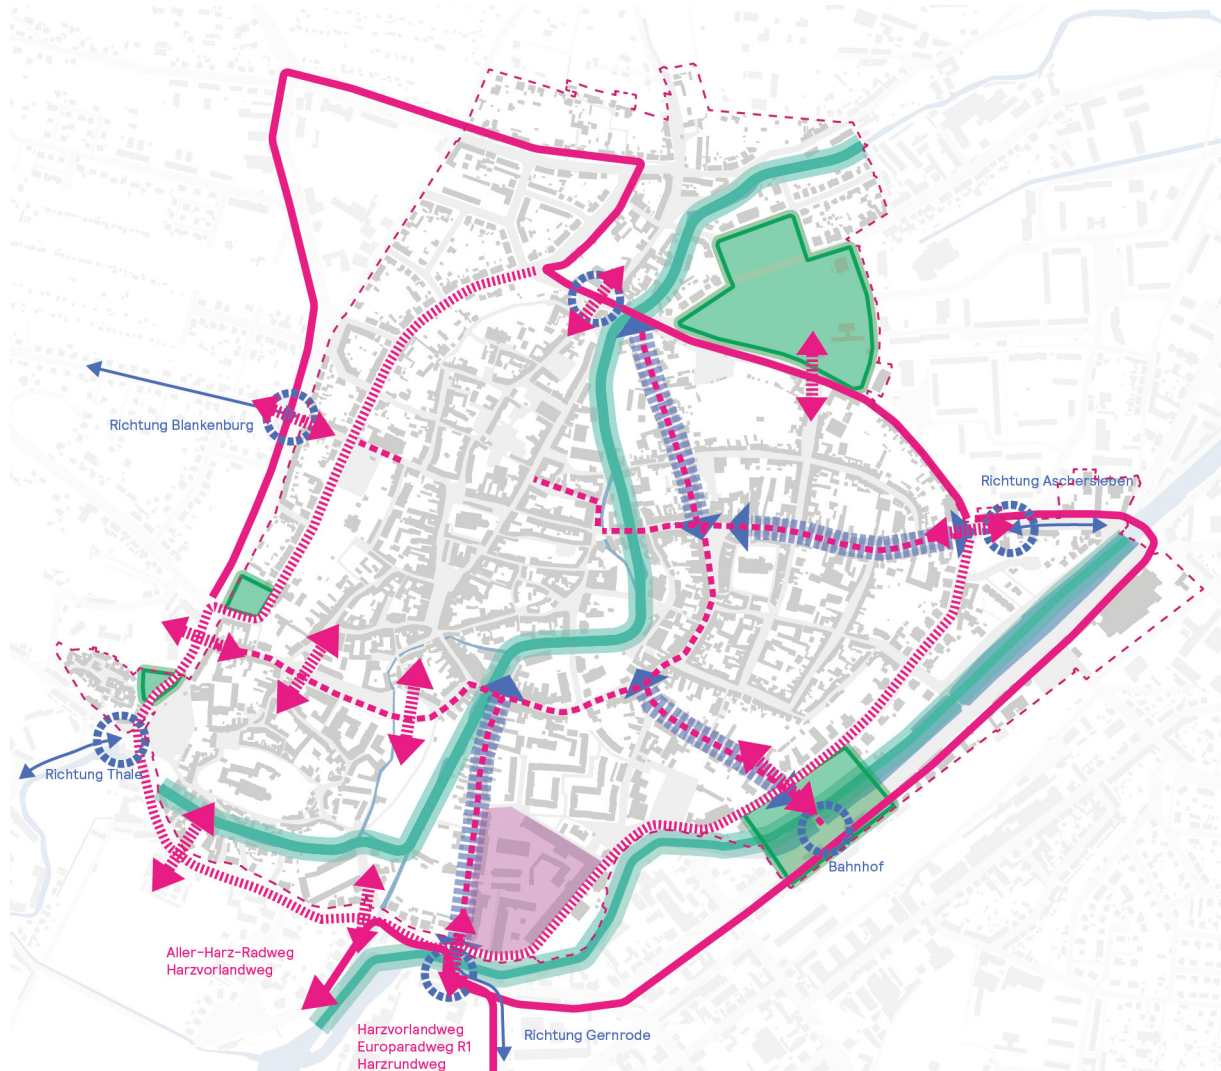 Richtung Blankenburg
Richtung Aschersleben
Richtung Thale
Bahnhof
Aller-Harz-Radweg
Harzvorlandweg
Harzvorlandweg
Europaradweg R1
Harzrundweg
Richtung Gernrode